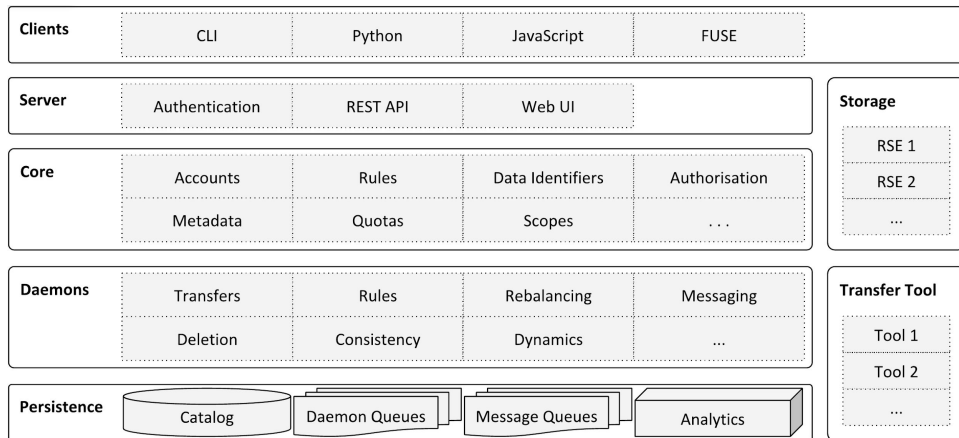 Clients
CLI Python JavaScript FUSE
Server
Authentication REST API Web UI
Core
Accounts Rules Data Identifiers Authorisation
Metadata Quotas Scopes . . .
Daemons
Transfers Rules Rebalancing Messaging
Deletion Consistency Dynamics ...
Persistence
Catalog Daemon Queues Message Queues Analytics
Storage
RSE 1
RSE 2
...
Transfer Tool
Tool 1
Tool 2
...